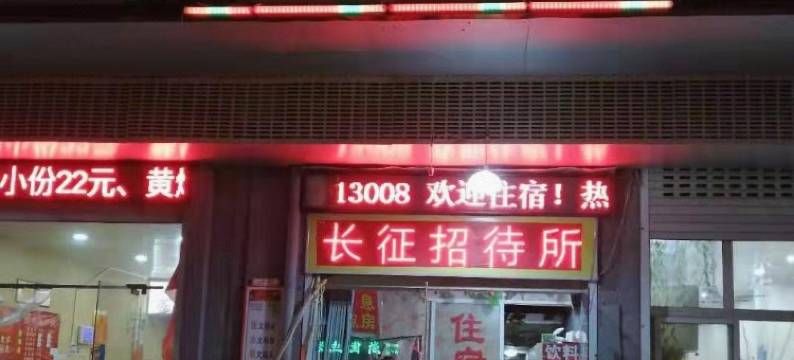 小份22元、黄
13008 欢迎住宿！热
长征招待所
住
饮料